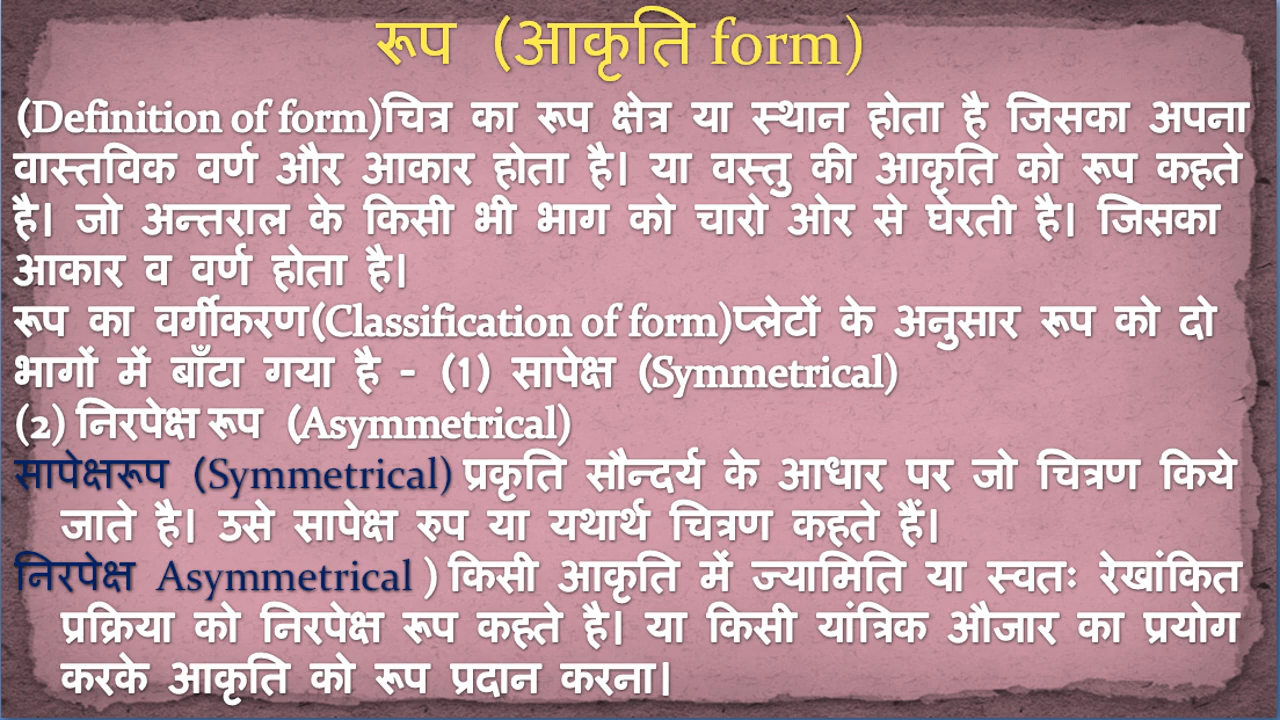 रूप (आकृति form)
(Definition of form)चित्र का रूप क्षेत्र या स्थान होता है जिसका अपना
वास्तविक वर्ण और आकार होता है। या वस्तु की आकृति को रूप कहते
है। जो अन्तराल के किसी भी भाग को चारो ओर से घेरती है। जिसका
आकार व वर्ण होता है।
रूप का वर्गीकरण(Classification of form)प्लेटों के अनुसार रूप को दो
भागों में बाँटा गया है - (1) सापेक्ष (Symmetrical)
(2) निरपेक्ष रूप (Asymmetrical)
सापेक्षरूप (Symmetrical) प्रकृति सौन्दर्य के आधार पर जो चित्रण किये
जाते है। उसे सापेक्ष रुप या यथार्थ चित्रण कहते हैं।
निरपेक्ष Asymmetrical ) किसी आकृति में ज्यामिति या स्वतः रेखांकित
प्रक्रिया को निरपेक्ष रूप कहते है। या किसी यांत्रिक औजार का प्रयोग
करके आकृति को रूप प्रदान करना।